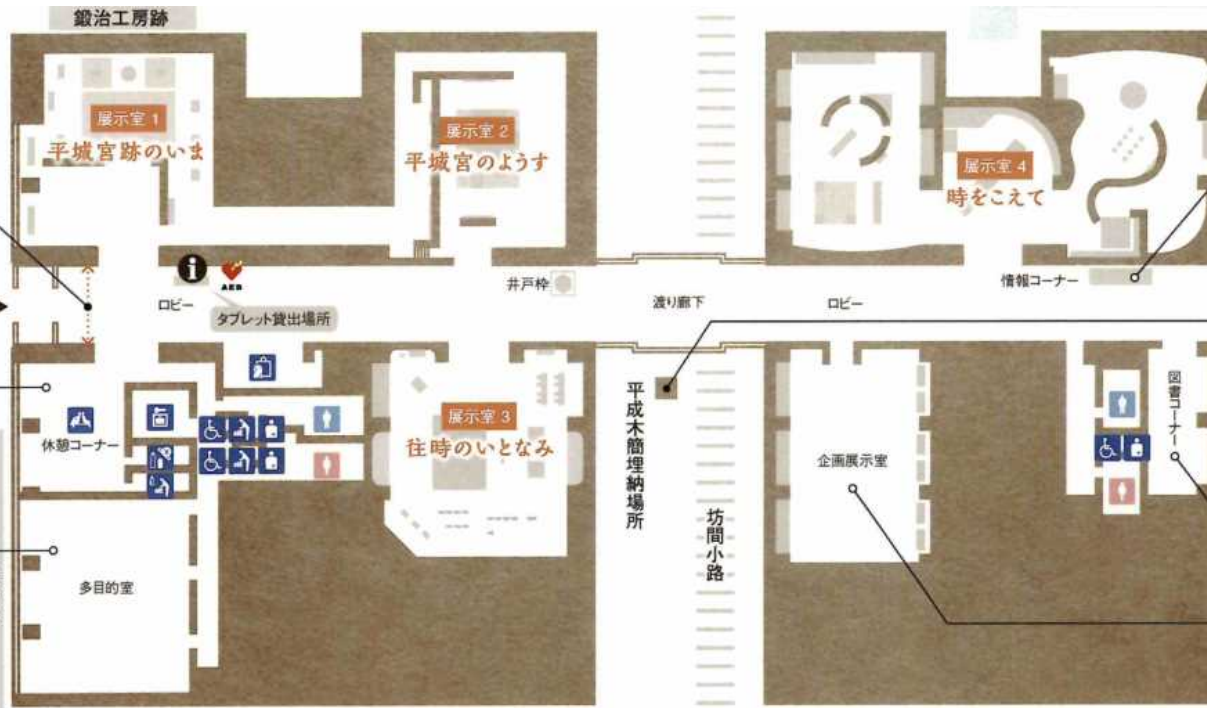 鍛治工房跡
展示室 1
平城宮跡のいま
展示室 2
平城宮のようす
展示室 4
時をこえて
i
AED
ロビー
タブレット貸出場所
井戸枠
渡り廊下
ロビー
情報コーナー
休憩コーナー
展示室 3
往時のいとなみ
平成木簡埋納場所
坊間小路
企画展示室
図書コーナー
多目的室